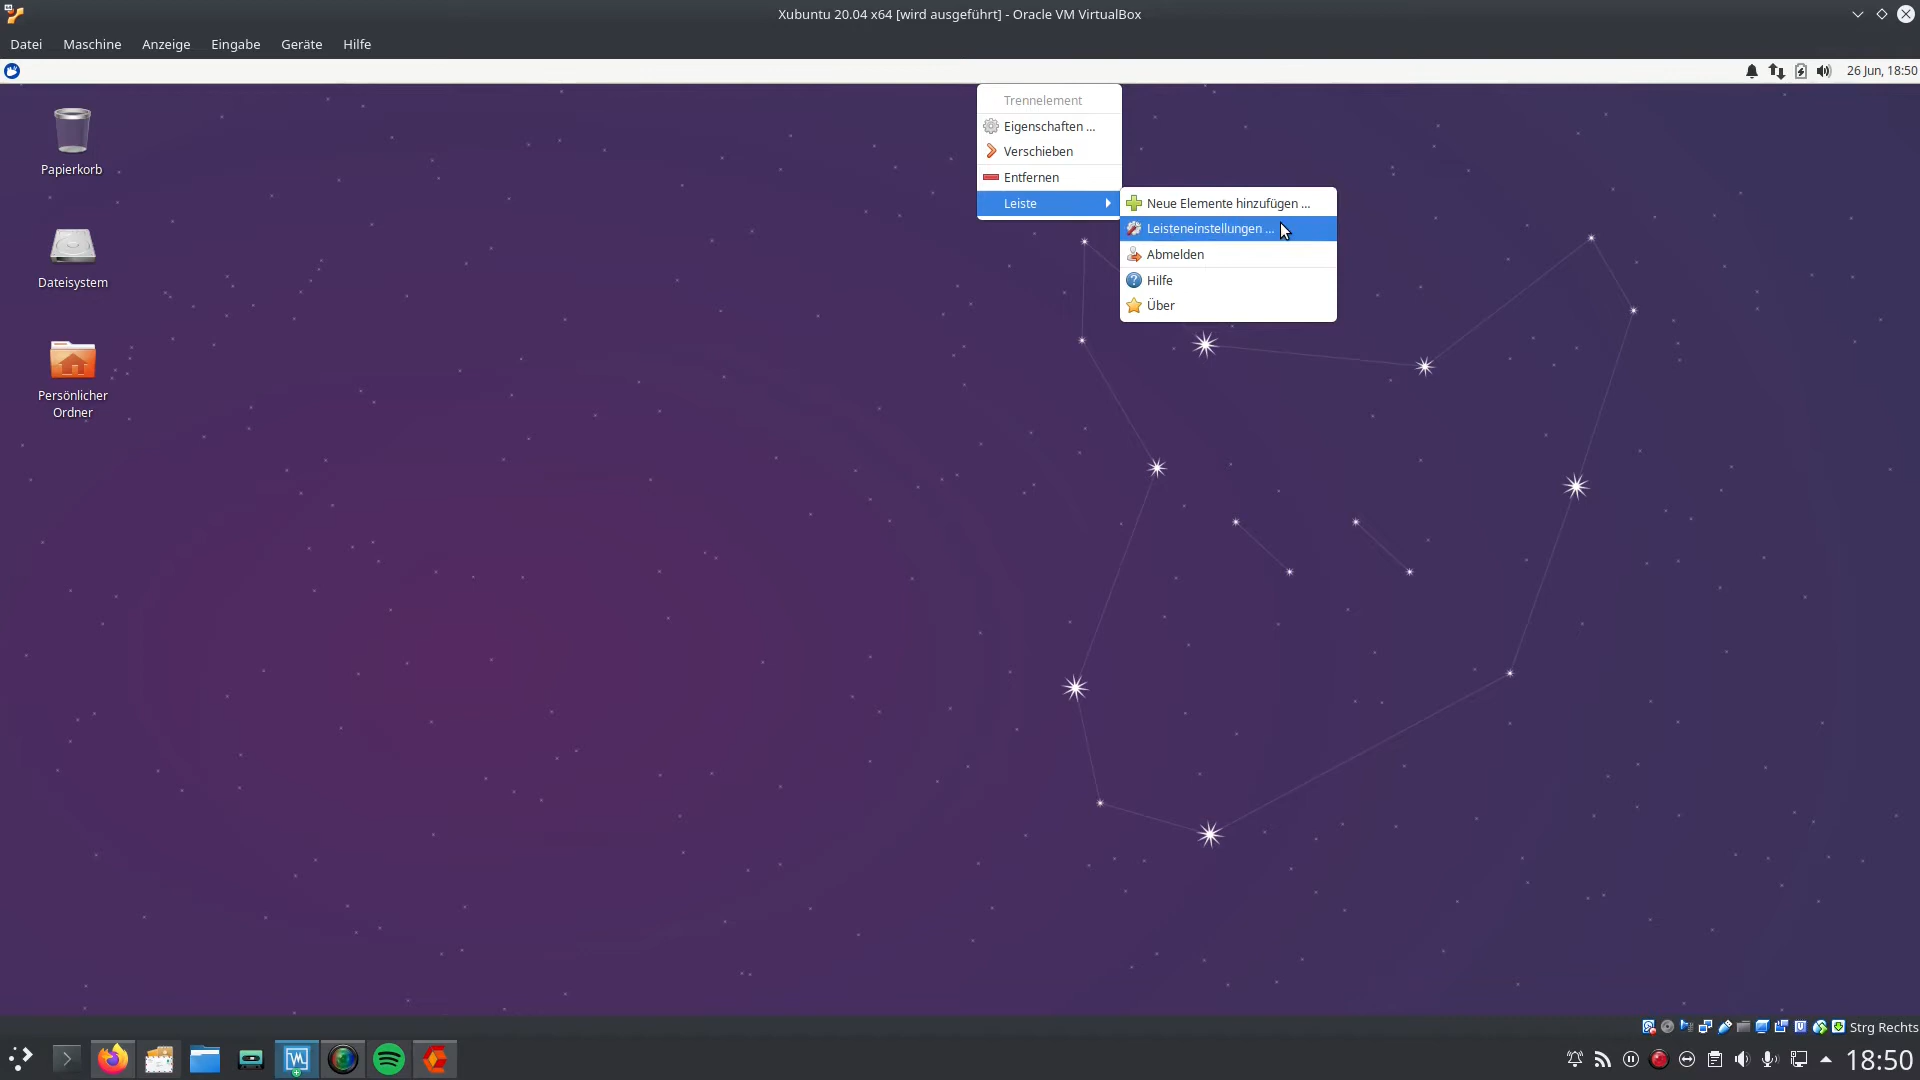 Xubuntu 20.04 x64 [wird ausgeführt] - Oracle VM VirtualBox
Datei Maschine Anzeige Eingabe Geräte Hilfe
26 Jun, 18:50
Trennelement
Eigenschaften ...
Verschieben
Entfernen
Leiste
Neue Elemente hinzufügen ...
Leisteneinstellungen ...
Abmelden
Hilfe
Über
Papierkorb
Dateisystem
Persönlicher
Ordner
Strg Rechts
18:50